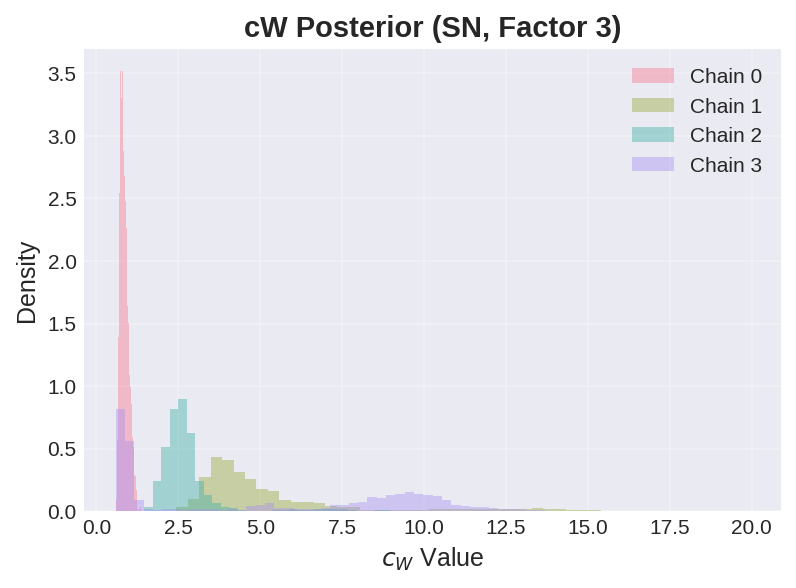 cW Posterior (SN, Factor 3)
Chain 0
Chain 1
Chain 2
Chain 3
Density
3.5
3.0
2.5
2.0
1.5
1.0
0.5
0.0
0.0 2.5 5.0 7.5 10.0 12.5 15.0 17.5 20.0
c_W Value